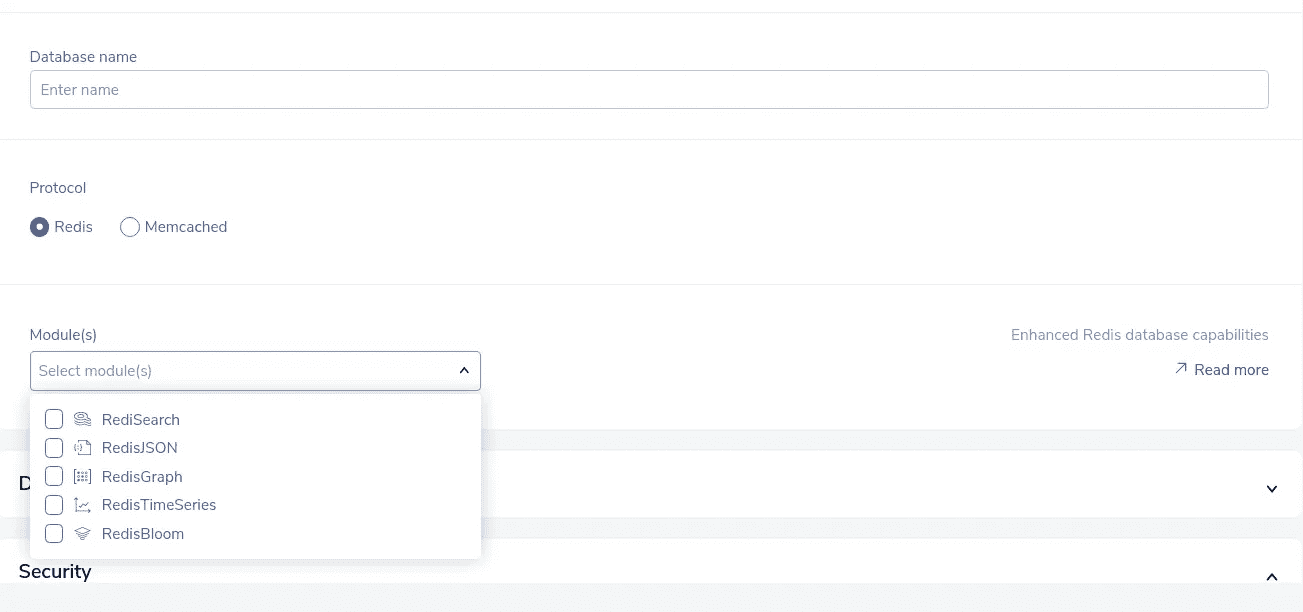 Database name
Enter name
Protocol
Redis Memcached
Module(s) Enhanced Redis database capabilities
Select module(s) Read more
RediSearch
RedisJSON
RedisGraph
RedisTimeSeries
RedisBloom
Security